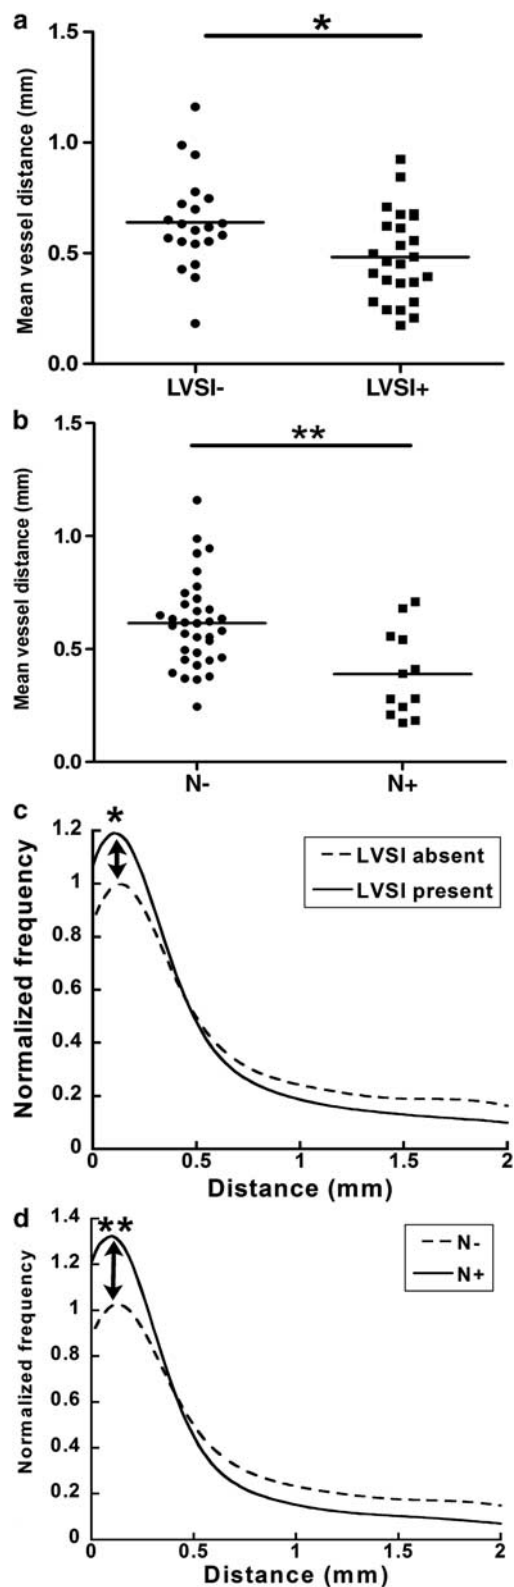 a
*
1.5
1.0
0.5
0.0
Mean vessel distance (mm)
LVSI-
LVSI+
b
**
1.5
1.0
0.5
0.0
Mean vessel distance (mm)
N-
N+
c
*
1.2
1
0.8
0.6
0.4
0.2
0
Normalized frequency
LVSI absent
LVSI present
0
0.5
1
1.5
2
Distance (mm)
d
**
1.4
1.2
1
0.8
0.6
0.4
0.2
0
Normalized frequency
N-
N+
0
0.5
1
1.5
2
Distance (mm)